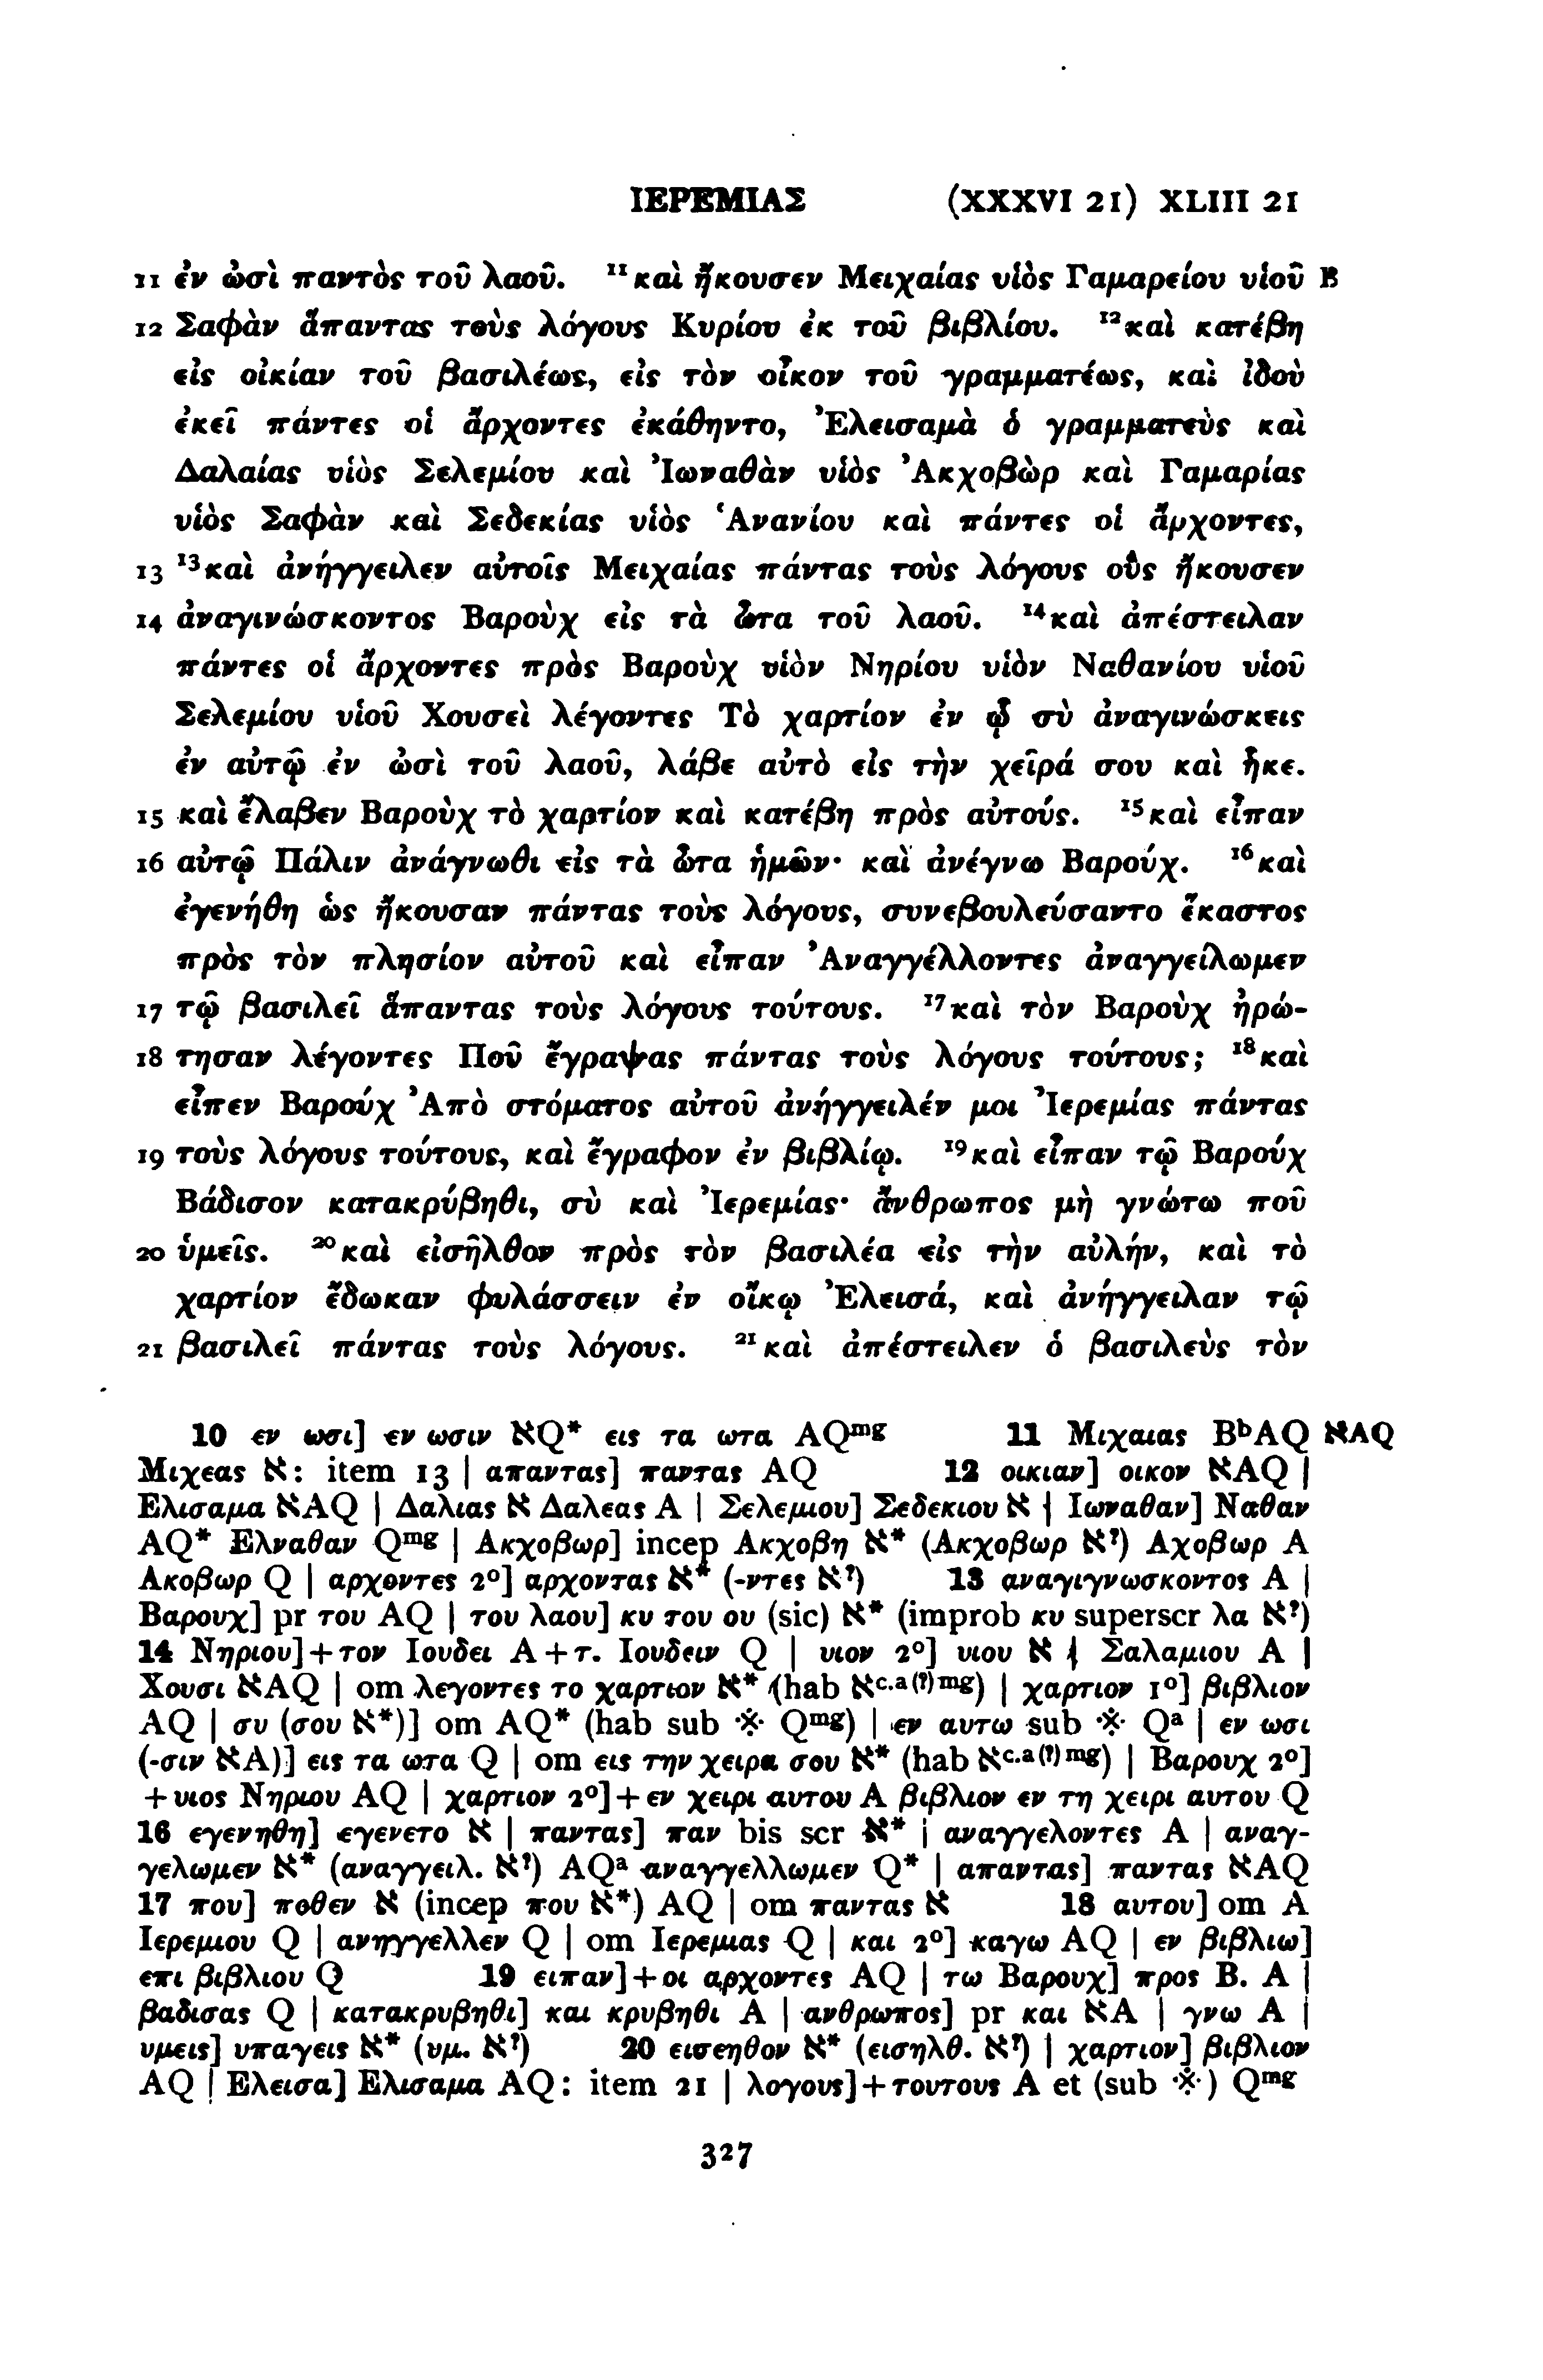 ΙΕΡΕΜΙΑΣ (XXXVI 21) XLIII 21
11 ἐν ὠσὶ παντὸς τοῦ λαοῦ. ¹¹καὶ ἤκουσεν Μειχαίας υἱὸς Γαμαρείου υἱοῦ B
12 Σαφὰν ἅπαντας τοὺς λόγους Κυρίου ἐκ τοῦ βιβλίου. ¹²καὶ κατέβη
εἰς οἰκίαν τοῦ βασιλέως, εἰς τὸν οἶκον τοῦ γραμματέως, καὶ ἰδοὺ
ἐκεῖ πάντες οἱ ἄρχοντες ἐκάθηντο, Ἐλεισαμὰ ὁ γραμματεὺς καὶ
Δαλαίας υἱὸς Σελεμίου καὶ Ἰωναθὰν υἱὸς Ἀκχοβὼρ καὶ Γαμαρίας
υἱὸς Σαφὰν καὶ Σεδεκίας υἱὸς Ἁνανίου καὶ πάντες οἱ ἄρχοντες,
13 ¹³καὶ ἀνήγγειλεν αὐτοῖς Μειχαίας πάντας τοὺς λόγους οὓς ἤκουσεν
14 ἀναγινώσκοντος Βαροὺχ εἰς τὰ ὦτα τοῦ λαοῦ. ¹⁴καὶ ἀπέστειλαν
πάντες οἱ ἄρχοντες πρὸς Βαροὺχ υἱὸν Νηρίου υἱὸν Ναθανίου υἱοῦ
Σελεμίου υἱοῦ Χουσεὶ λέγοντες Τὸ χαρτίον ἐν ᾧ σὺ ἀναγινώσκεις
ἐν αὐτῷ ἐν ὠσὶ τοῦ λαοῦ, λάβε αὐτὸ εἰς τὴν χεῖρά σου καὶ ἧκε.
15 καὶ ἔλαβεν Βαροὺχ τὸ χαρτίον καὶ κατέβη πρὸς αὐτούς. ¹⁵καὶ εἶπαν
16 αὐτῷ Πάλιν ἀνάγνωθι εἰς τὰ ὦτα ἡμῶν· καὶ ἀνέγνω Βαρούχ. ¹⁶καὶ
ἐγενήθη ὡς ἤκουσαν πάντας τοὺς λόγους, συνεβουλεύσαντο ἕκαστος
πρὸς τὸν πλησίον αὐτοῦ καὶ εἶπαν Ἀναγγέλλοντες ἀναγγείλωμεν
17 τῷ βασιλεῖ ἅπαντας τοὺς λόγους τούτους. ¹⁷καὶ τὸν Βαροὺχ ἠρώ-
18 τησαν λέγοντες Ποῦ ἔγραψας πάντας τοὺς λόγους τούτους; ¹⁸καὶ
εἶπεν Βαρούχ Ἀπὸ στόματος αὐτοῦ ἀνήγγειλέν μοι Ἰερεμίας πάντας
19 τοὺς λόγους τούτους, καὶ ἔγραφον ἐν βιβλίῳ. ¹⁹καὶ εἶπαν τῷ Βαρούχ
Βάδισον κατακρύβηθι, σὺ καὶ Ἰερεμίας· ἄνθρωπος μὴ γνώτω ποῦ
20 ὑμεῖς. ²⁰καὶ εἰσῆλθον πρὸς τὸν βασιλέα εἰς τὴν αὐλήν, καὶ τὸ
χαρτίον ἔδωκαν φυλάσσειν ἐν οἴκῳ Ἐλεισά, καὶ ἀνήγγειλαν τῷ
21 βασιλεῖ πάντας τοὺς λόγους. ²¹καὶ ἀπέστειλεν ὁ βασιλεὺς τὸν
10 εν ωσι] εν ωσιν ℵQ* εις τα ωτα AQᵐᵍ 11 Μιχαιας BᵇAQ ℵAQ
Μιχεας ℵ: item 13 | απαντας] παντας AQ 12 οικιαν] οικον ℵAQ |
Ελισαμα ℵAQ | Δαλιας ℵ Δαλεας A | Σελεμιου] Σεδεκιου ℵ | Ιωναθαν] Ναθαν
AQ* Ελναθαν Qᵐᵍ | Ακχοβωρ] incep Ακχοβη ℵ* (Ακχοβωρ ℵ?) Αχοβωρ A
Ακοβωρ Q | αρχοντες 2°] αρχοντας ℵ* (-ντες ℵ?) 13 αναγιγνωσκοντος A |
Βαρουχ] pr του AQ | του λαου] κυ του ου (sic) ℵ* (improb κυ superscr λα ℵ?)
14 Νηριου]+τον Ιουδει A+τ. Ιουδειν Q | υιον 2°] υιου ℵ | Σαλαμιου A |
Χουσι ℵAQ | om λεγοντες το χαρτιον ℵ* (hab ℵᶜ·ᵃ⁽?⁾ᵐᵍ) | χαρτιον 1°] βιβλιον
AQ | συ (σου ℵ*)] om AQ* (hab sub ※ Qᵐᵍ) | εν αυτω sub ※ Qᵃ | εν ωσι
(-σιν ℵA)] εις τα ωτα Q | om εις την χειρα σου ℵ* (hab ℵᶜ·ᵃ⁽?⁾ᵐᵍ) | Βαρουχ 2°]
+υιος Νηριου AQ | χαρτιον 2°]+εν χειρι αυτου A βιβλιον εν τη χειρι αυτου Q
16 εγενηθη] εγενετο ℵ | παντας] παν bis scr ℵ* | αναγγελοντες A | αναγ-
γελωμεν ℵ* (αναγγειλ. ℵ?) AQᵃ αναγγελλωμεν Q* | απαντας] παντας ℵAQ
17 που] ποθεν ℵ (incep που ℵ*) AQ | om παντας ℵ 18 αυτου] om A
Ιερεμιου Q | ανηγγελλεν Q | om Ιερεμιας Q | και 2°] καγω AQ | εν βιβλιω]
επι βιβλιου Q 19 ειπαν]+οι αρχοντες AQ | τω Βαρουχ] προς Β. A |
βαδισας Q | κατακρυβηθι] και κρυβηθι A | ανθρωπος] pr και ℵA | γνω A |
υμεις] υπαγεις ℵ* (υμ. ℵ?) 20 εισεηθον ℵ* (εισηλθ. ℵ?) | χαρτιον] βιβλιον
AQ | Ελεισα] Ελισαμα AQ: item 21 | λογους]+τουτους A et (sub ※) Qᵐᵍ
327